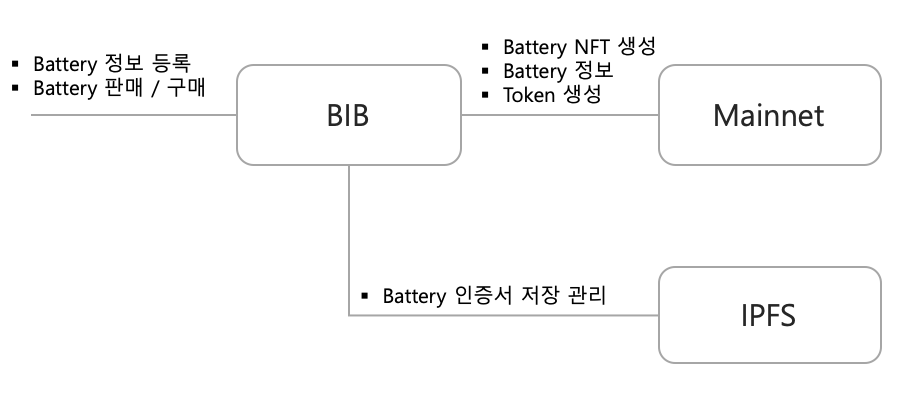 ▪ Battery 정보 등록
▪ Battery 판매 / 구매
BIB
▪ Battery NFT 생성
▪ Battery 정보
▪ Token 생성
Mainnet
▪ Battery 인증서 저장 관리
IPFS